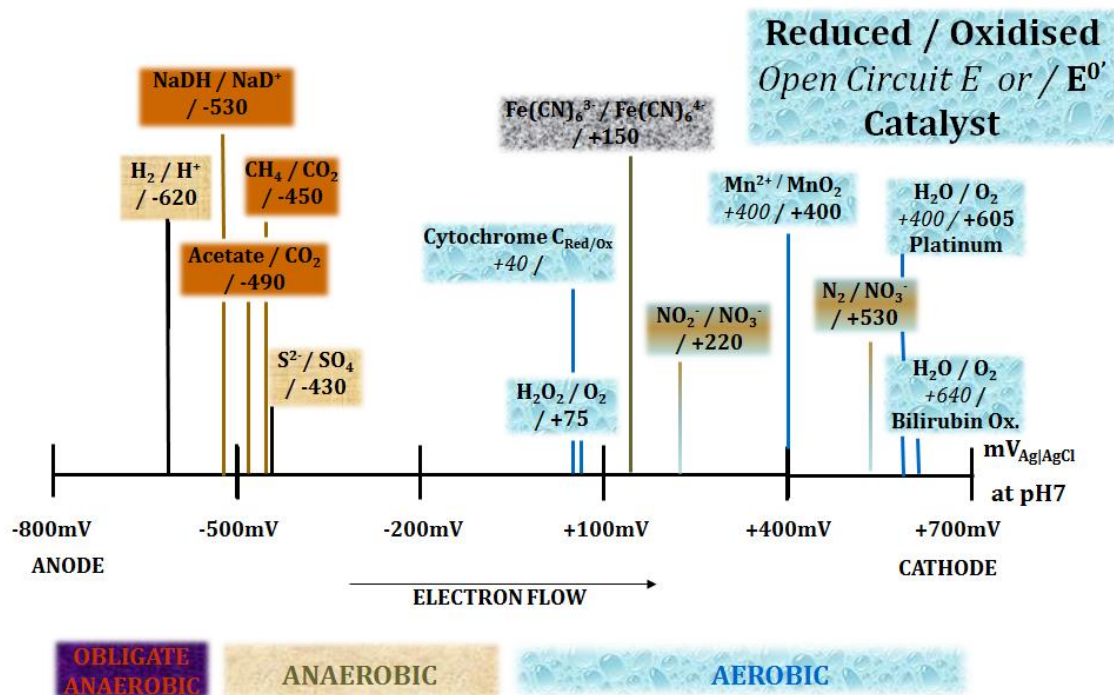 Reduced / Oxidised
Open Circuit E or / E⁰'
Catalyst
NaDH / NaD⁺
/ -530
Fe(CN)₆³⁻ / Fe(CN)₆⁴⁻
/ +150
H₂ / H⁺
/ -620
CH₄ / CO₂
/ -450
Mn²⁺ / MnO₂
+400 / +400
H₂O / O₂
+400 / +605
Platinum
Acetate / CO₂
/ -490
Cytochrome C_Red/Ox
+40 /
NO₂⁻ / NO₃⁻
/ +220
N₂ / NO₃⁻
/ +530
S²⁻ / SO₄
/ -430
H₂O₂ / O₂
/ +75
H₂O / O₂
+640 /
Bilirubin Ox.
mV_Ag|AgCl
at pH7
-800mV -500mV -200mV +100mV +400mV +700mV
ANODE CATHODE
ELECTRON FLOW
OBLIGATE
ANAEROBIC
ANAEROBIC
AEROBIC